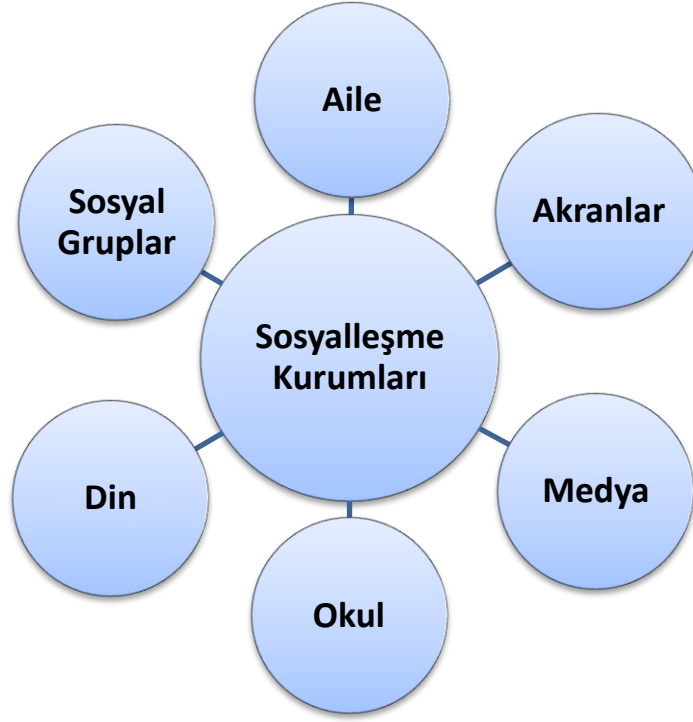 Aile
Akranlar
Medya
Okul
Din
Sosyal
Gruplar
Sosyalleşme
Kurumları